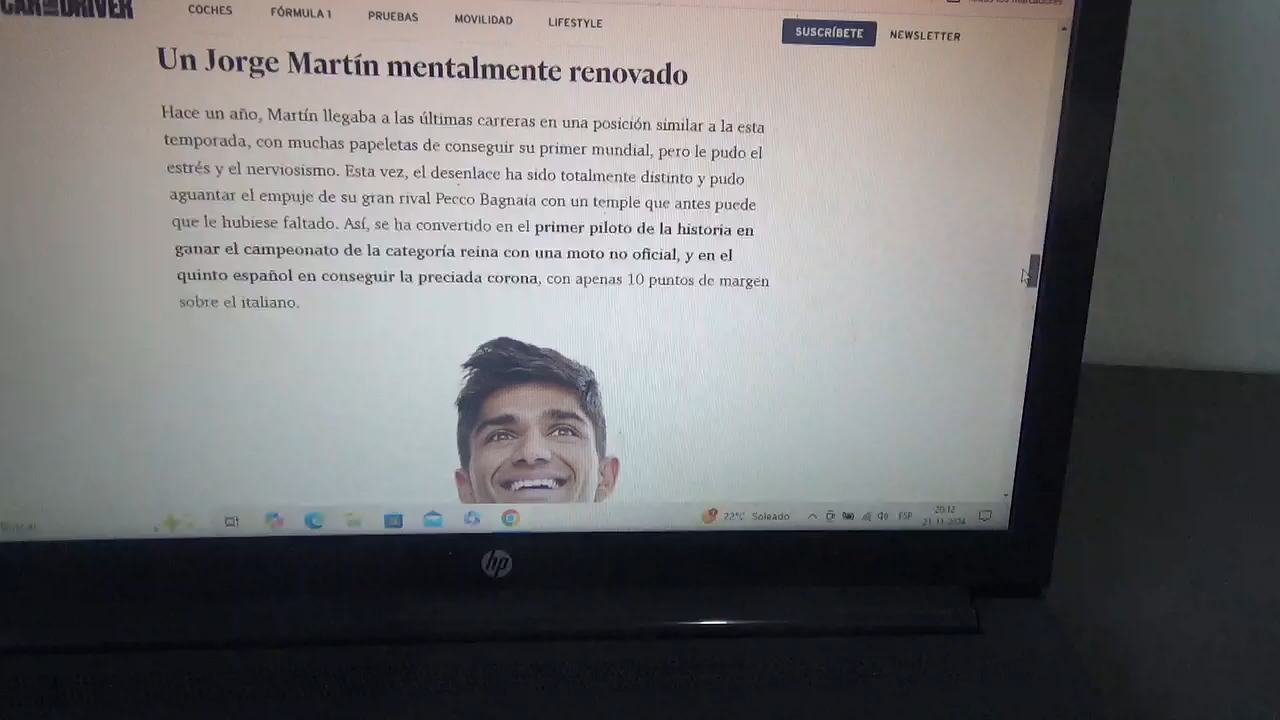 CAR AND DRIVER
COCHES FÓRMULA 1 PRUEBAS MOVILIDAD LIFESTYLE
SUSCRÍBETE NEWSLETTER
Un Jorge Martín mentalmente renovado
Hace un año, Martín llegaba a las últimas carreras en una posición similar a la esta
temporada, con muchas papeletas de conseguir su primer mundial, pero le pudo el
estrés y el nerviosismo. Esta vez, el desenlace ha sido totalmente distinto y pudo
aguantar el empuje de su gran rival Pecco Bagnaia con un temple que antes puede
que le hubiese faltado. Así, se ha convertido en el primer piloto de la historia en
ganar el campeonato de la categoría reina con una moto no oficial, y en el
quinto español en conseguir la preciada corona, con apenas 10 puntos de margen
sobre el italiano.
Buscar
22°C Soleado
ESP
20:12
21-11-2024
hp